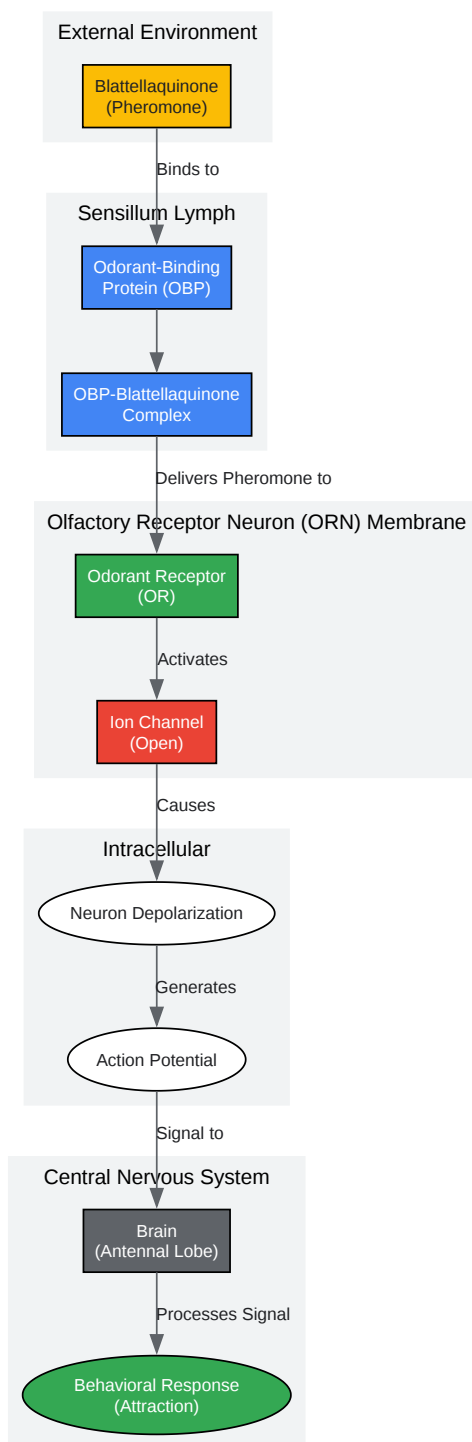 External Environment
Blattellaquinone
(Pheromone)
Binds to
Sensillum Lymph
Odorant-Binding
Protein (OBP)
OBP-Blattellaquinone
Complex
Delivers Pheromone to
Olfactory Receptor Neuron (ORN) Membrane
Odorant Receptor
(OR)
Activates
Ion Channel
(Open)
Causes
Intracellular
Neuron Depolarization
Generates
Action Potential
Signal to
Central Nervous System
Brain
(Antennal Lobe)
Processes Signal
Behavioral Response
(Attraction)